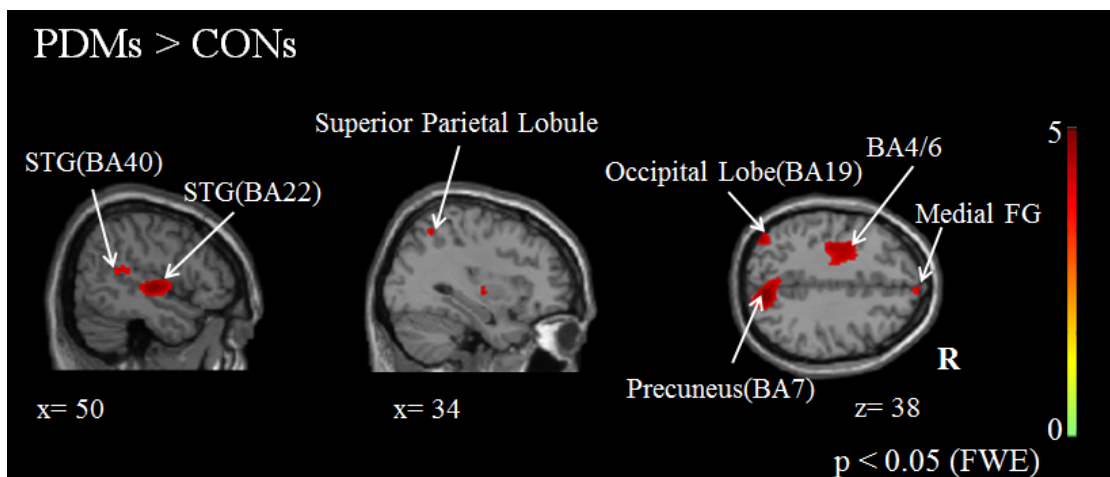 PDMs > CONs
STG(BA40)
STG(BA22)
Superior Parietal Lobule
Occipital Lobe(BA19)
BA4/6
Medial FG
Precuneus(BA7)
R
x= 50
x= 34
z= 38
5
0
p < 0.05 (FWE)